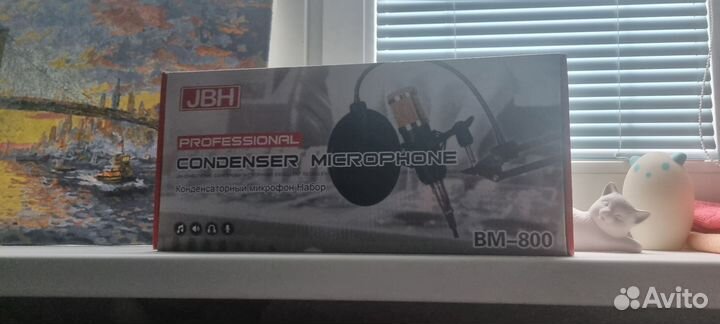 JBH
PROFESSIONAL
CONDENSER MICROPHONE
Конденсаторный микрофон Набор
BM-800
Avito